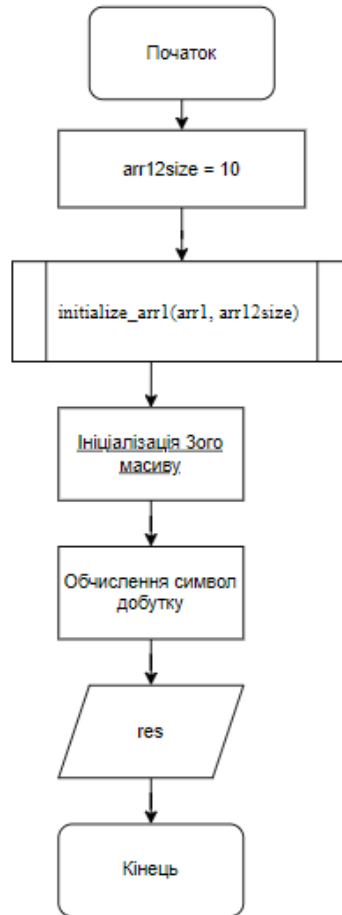 Початок
arr12size = 10
initialize_arr1(arr1, arr12size)
Ініціалізація 3ого
масиву
Обчислення символ
добутку
res
Кінець